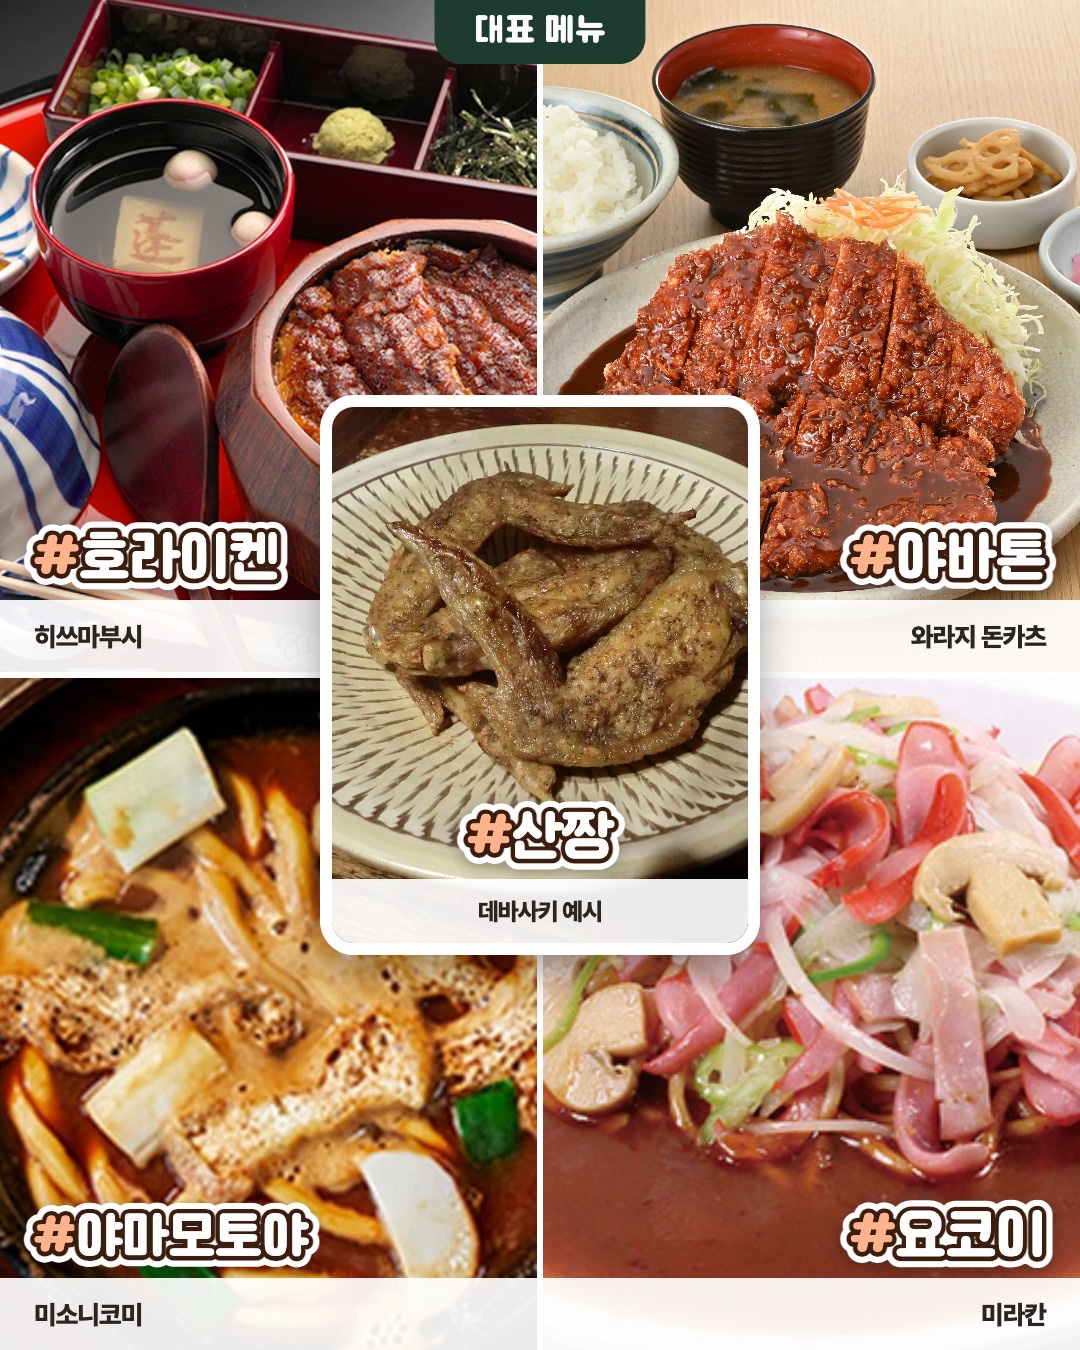 대표 메뉴
蓬
#호라이켄
히쓰마부시
#야바톤
와라지 돈카츠
#산짱
데바사키 예시
#야마모토야
미소니코미
#요코이
미라칸